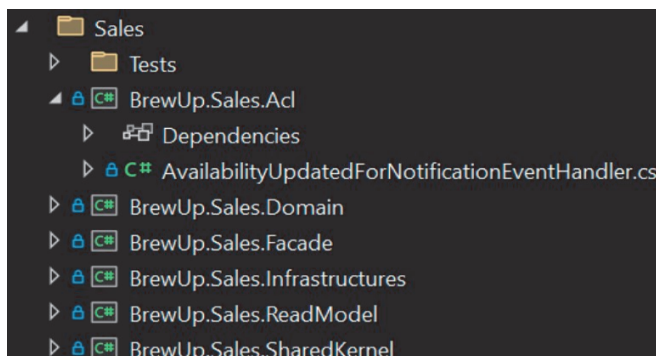 Sales
Tests
C# BrewUp.Sales.Acl
Dependencies
C# AvailabilityUpdatedForNotificationEventHandler.cs
C# BrewUp.Sales.Domain
C# BrewUp.Sales.Facade
C# BrewUp.Sales.Infrastructures
C# BrewUp.Sales.ReadModel
C# BrewUp.Sales.SharedKernel